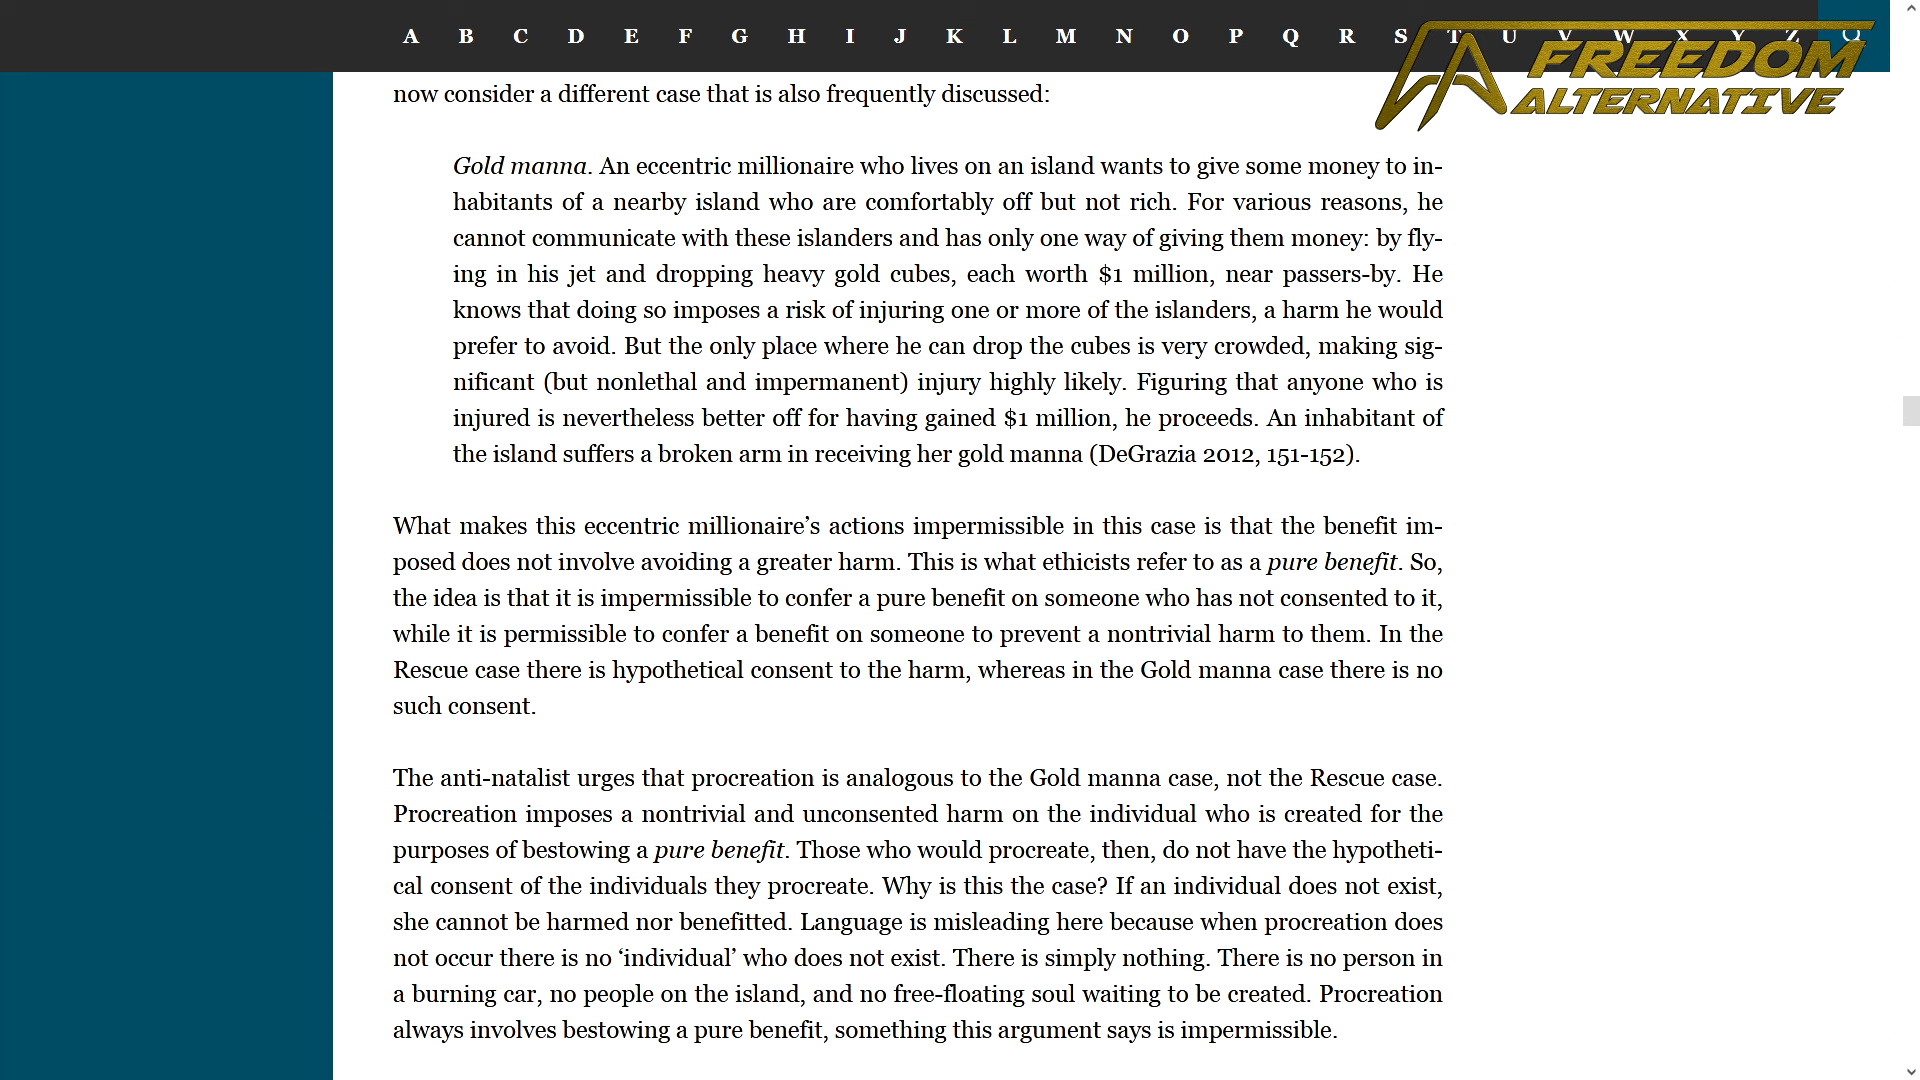 A B C D E F G H I J K L M N O P Q R S T U V W X Y Z
FREEDOM
ALTERNATIVE
now consider a different case that is also frequently discussed:
Gold manna. An eccentric millionaire who lives on an island wants to give some money to in-
habitants of a nearby island who are comfortably off but not rich. For various reasons, he
cannot communicate with these islanders and has only one way of giving them money: by fly-
ing in his jet and dropping heavy gold cubes, each worth $1 million, near passers-by. He
knows that doing so imposes a risk of injuring one or more of the islanders, a harm he would
prefer to avoid. But the only place where he can drop the cubes is very crowded, making sig-
nificant (but nonlethal and impermanent) injury highly likely. Figuring that anyone who is
injured is nevertheless better off for having gained $1 million, he proceeds. An inhabitant of
the island suffers a broken arm in receiving her gold manna (DeGrazia 2012, 151-152).
What makes this eccentric millionaire’s actions impermissible in this case is that the benefit im-
posed does not involve avoiding a greater harm. This is what ethicists refer to as a pure benefit. So,
the idea is that it is impermissible to confer a pure benefit on someone who has not consented to it,
while it is permissible to confer a benefit on someone to prevent a nontrivial harm to them. In the
Rescue case there is hypothetical consent to the harm, whereas in the Gold manna case there is no
such consent.
The anti-natalist urges that procreation is analogous to the Gold manna case, not the Rescue case.
Procreation imposes a nontrivial and unconsented harm on the individual who is created for the
purposes of bestowing a pure benefit. Those who would procreate, then, do not have the hypotheti-
cal consent of the individuals they procreate. Why is this the case? If an individual does not exist,
she cannot be harmed nor benefitted. Language is misleading here because when procreation does
not occur there is no ‘individual’ who does not exist. There is simply nothing. There is no person in
a burning car, no people on the island, and no free-floating soul waiting to be created. Procreation
always involves bestowing a pure benefit, something this argument says is impermissible.